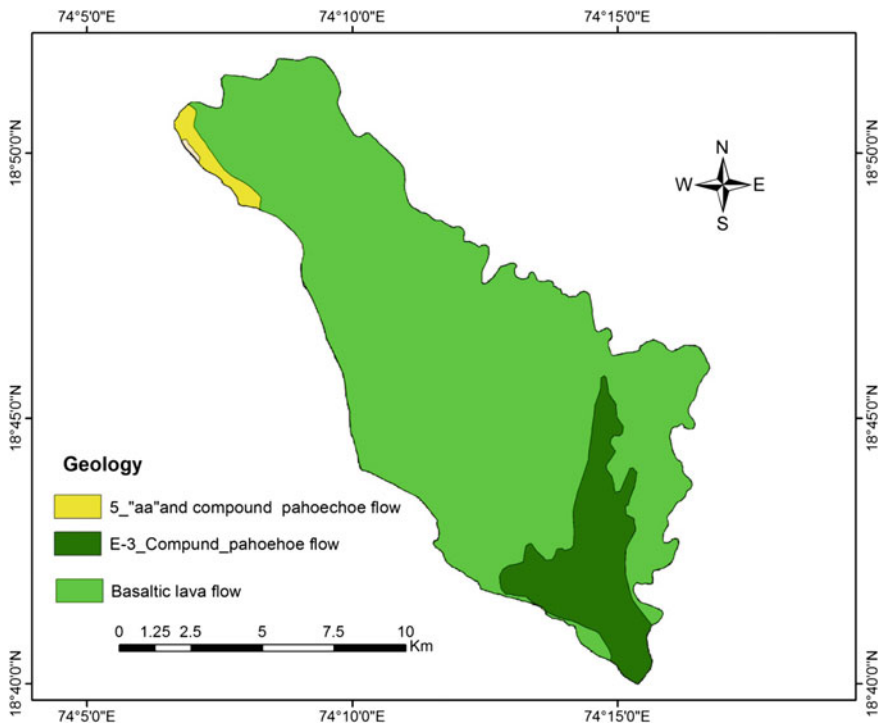 74°5'0"E 74°10'0"E 74°15'0"E
18°50'0"N 18°50'0"N
N
W E
S
18°45'0"N 18°45'0"N
Geology
5_"aa"and compound pahoechoe flow
E-3_Compund_pahoehoe flow
Basaltic lava flow
0 1.25 2.5 5 7.5 10
Km
18°40'0"N 18°40'0"N
74°5'0"E 74°10'0"E 74°15'0"E